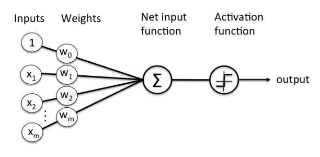 Inputs Weights Net input function Activation function
1
w0
x1 w1
x2 w2
⋮
xm wm
Σ
output